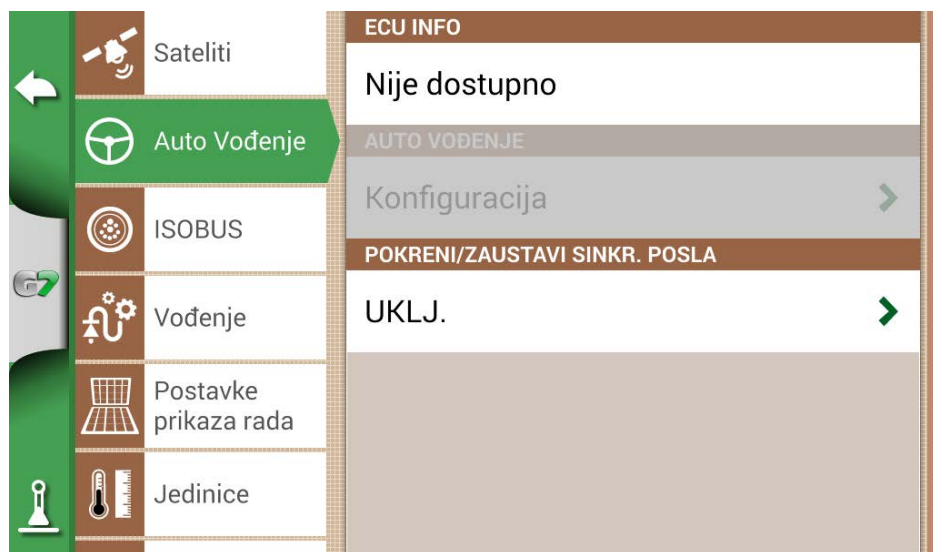 Sateliti
Auto Vođenje
ISOBUS
Vođenje
Postavke
prikaza rada
Jedinice
G7
ECU INFO
Nije dostupno
AUTO VOĐENJE
Konfiguracija
POKRENI/ZAUSTAVI SINKR. POSLA
UKLJ.